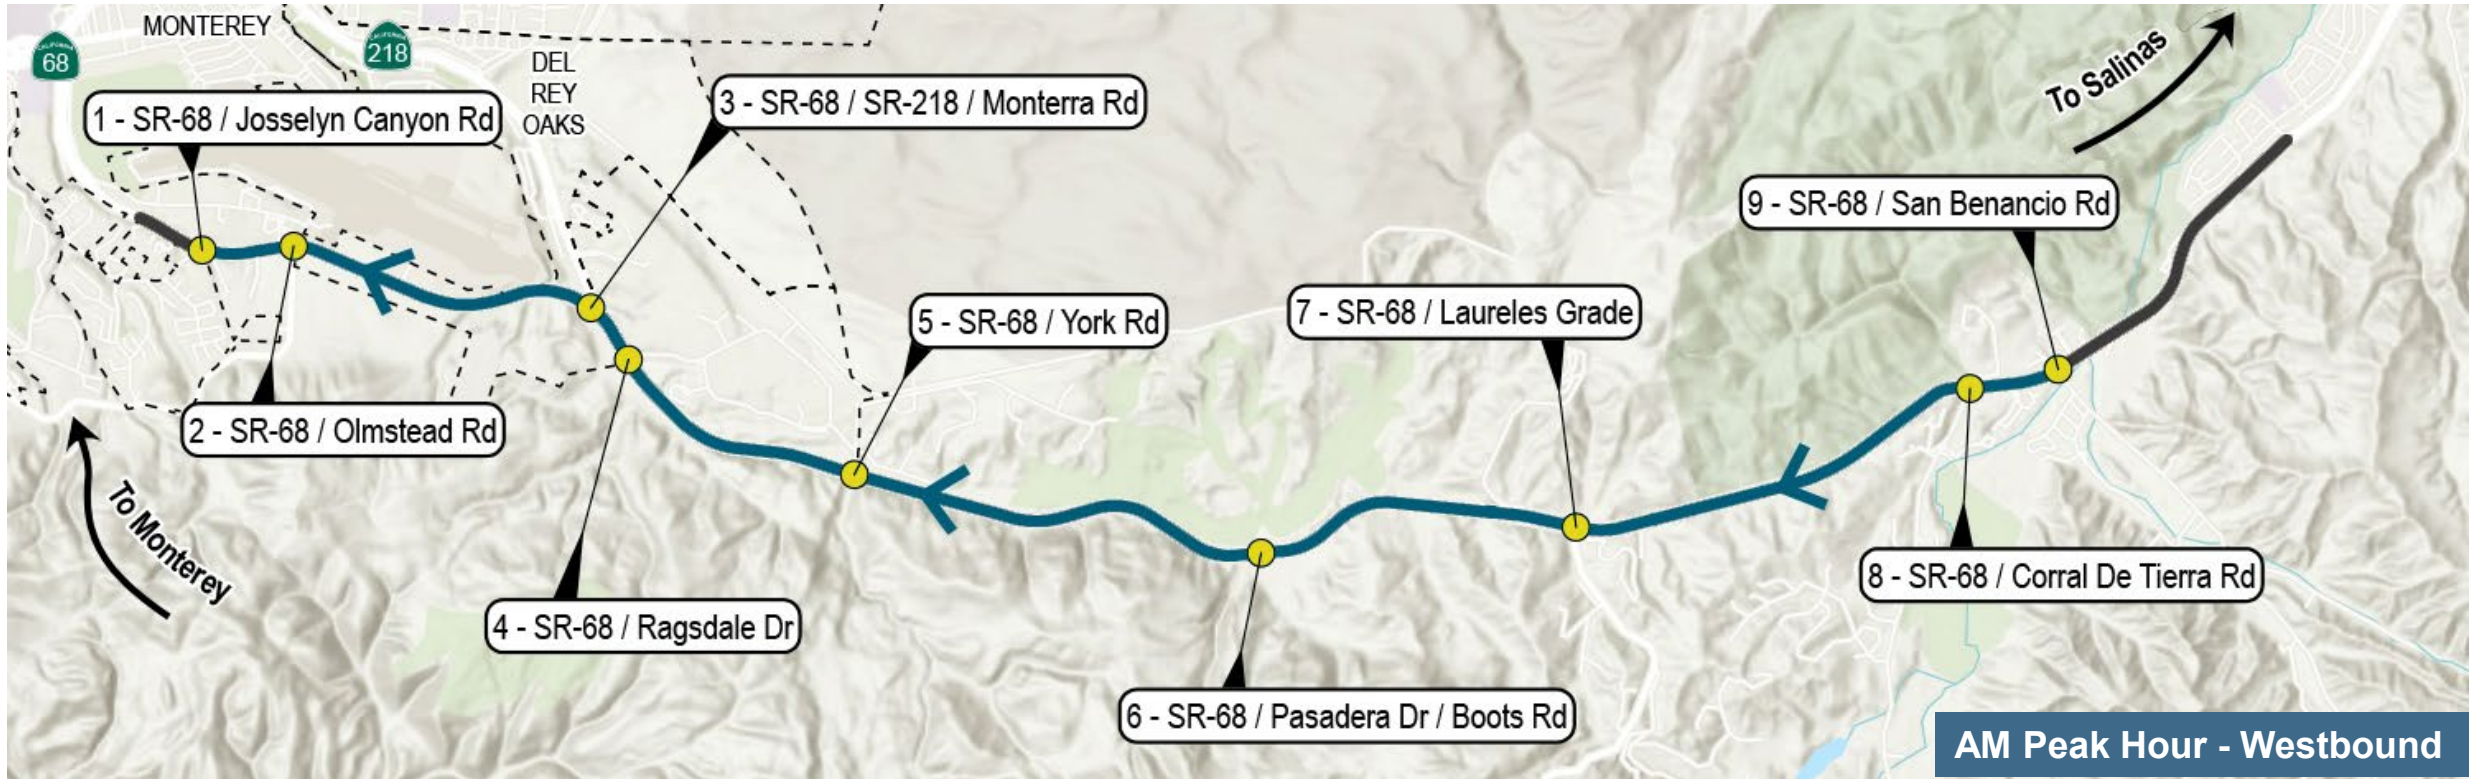 MONTEREY
CALIFORNIA
68
CALIFORNIA
218
DEL
REY
OAKS
To Salinas
1 - SR-68 / Josselyn Canyon Rd
3 - SR-68 / SR-218 / Monterra Rd
9 - SR-68 / San Benancio Rd
5 - SR-68 / York Rd
7 - SR-68 / Laureles Grade
2 - SR-68 / Olmstead Rd
To Monterey
4 - SR-68 / Ragsdale Dr
8 - SR-68 / Corral De Tierra Rd
6 - SR-68 / Pasadera Dr / Boots Rd
AM Peak Hour - Westbound